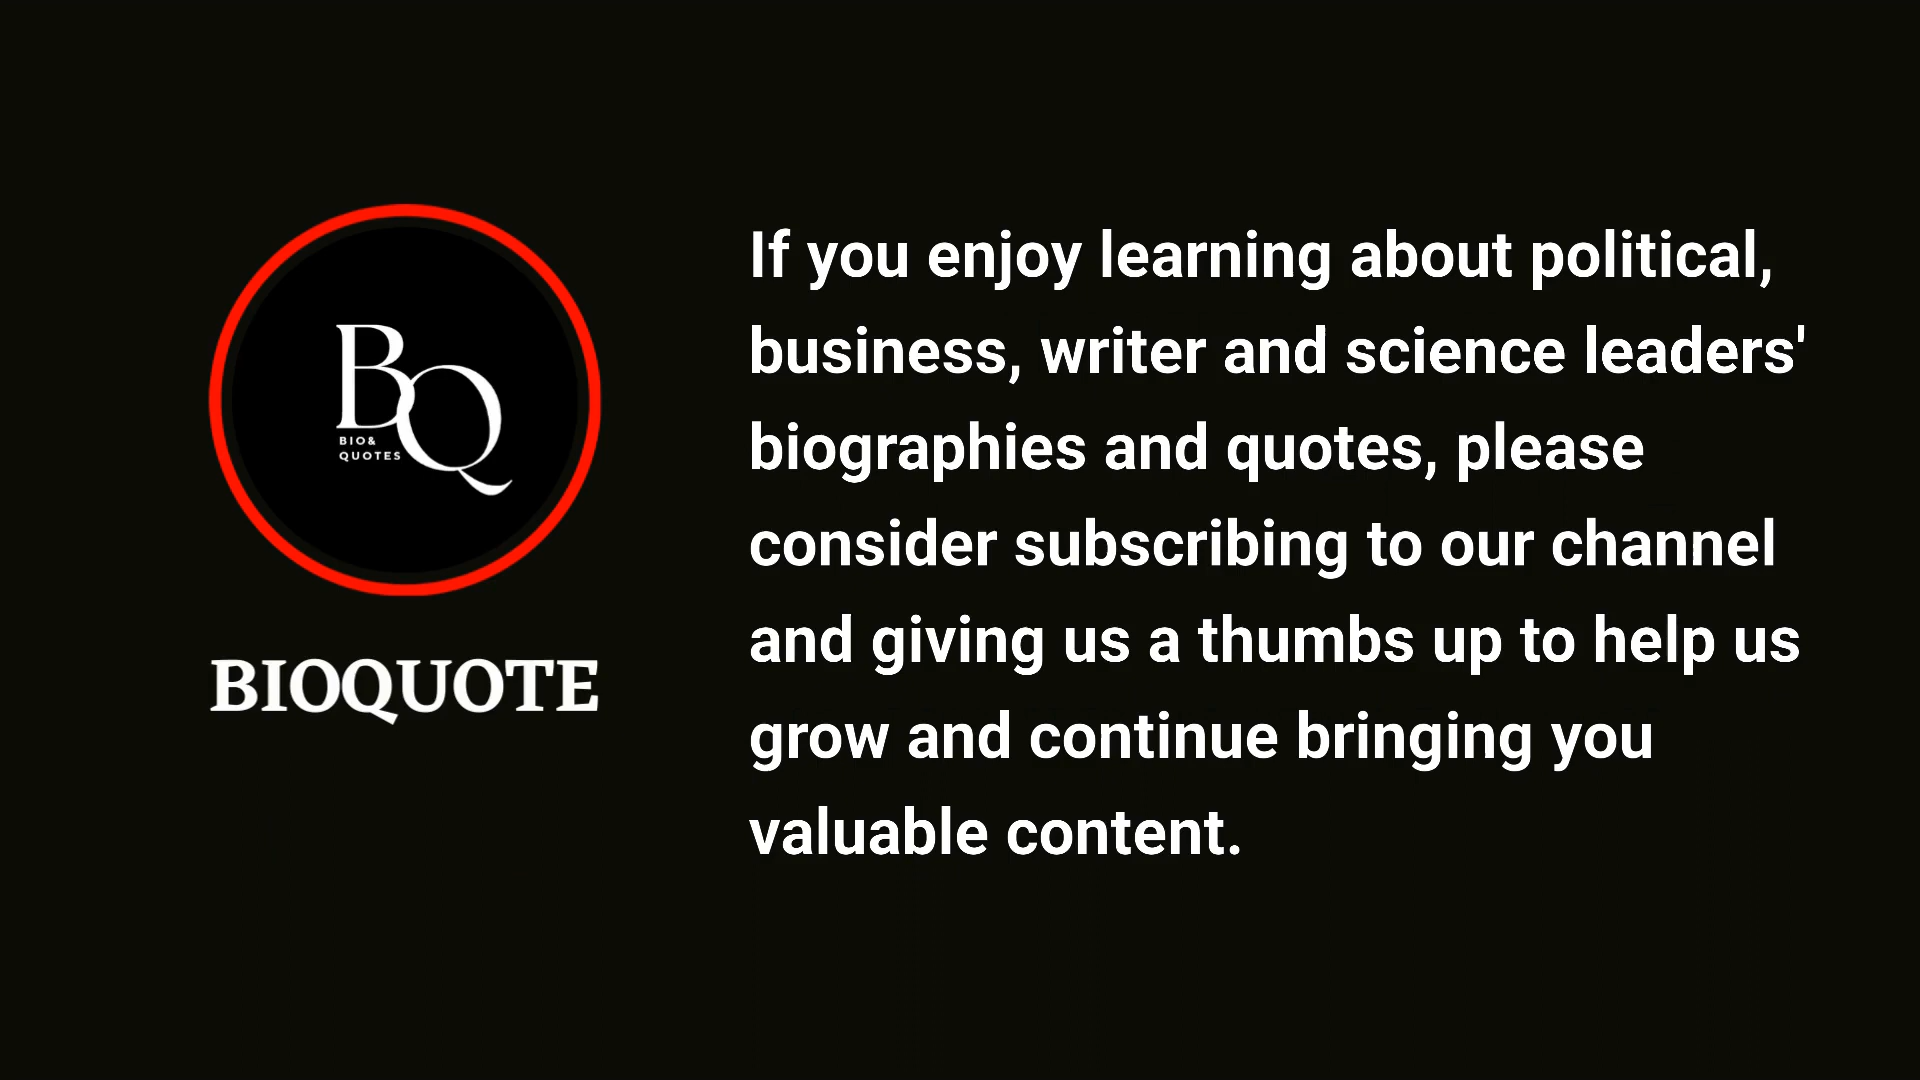 BQ
BIO&
QUOTES
BIOQUOTE
If you enjoy learning about political,
business, writer and science leaders'
biographies and quotes, please
consider subscribing to our channel
and giving us a thumbs up to help us
grow and continue bringing you
valuable content.